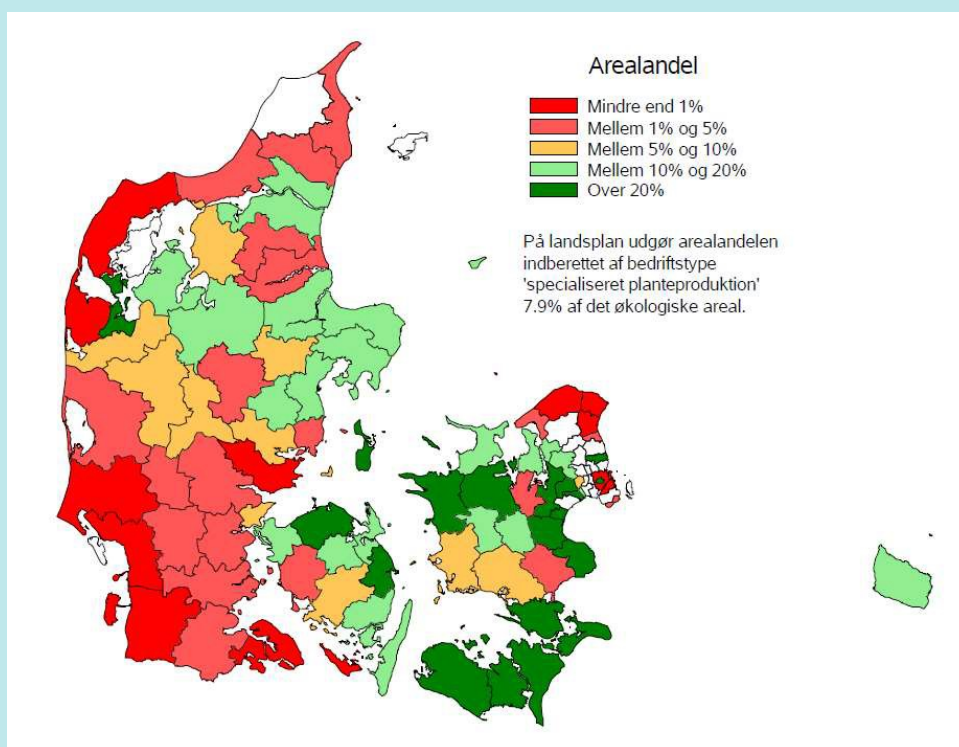 Arealandel
Mindre end 1%
Mellem 1% og 5%
Mellem 5% og 10%
Mellem 10% og 20%
Over 20%
På landsplan udgør arealandelen
indberettet af bedriftstype
'specialiseret planteproduktion'
7.9% af det økologiske areal.